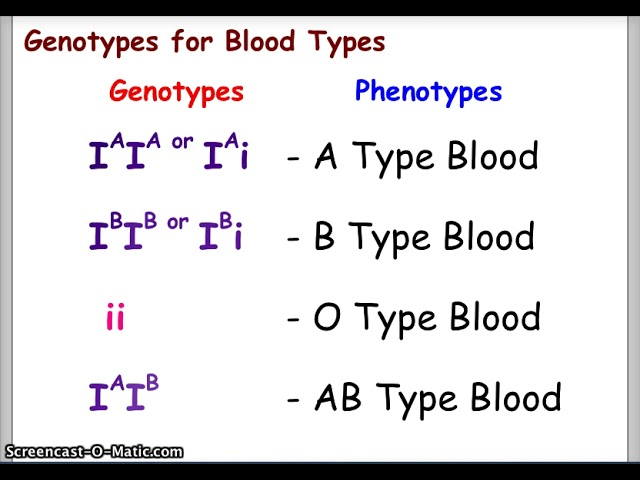 Genotypes for Blood Types
Genotypes Phenotypes
IᴬIᴬ or Iᴬi - A Type Blood
IᴮIᴮ or Iᴮi - B Type Blood
ii - O Type Blood
IᴬIᴮ - AB Type Blood
Screencast-O-Matic.com